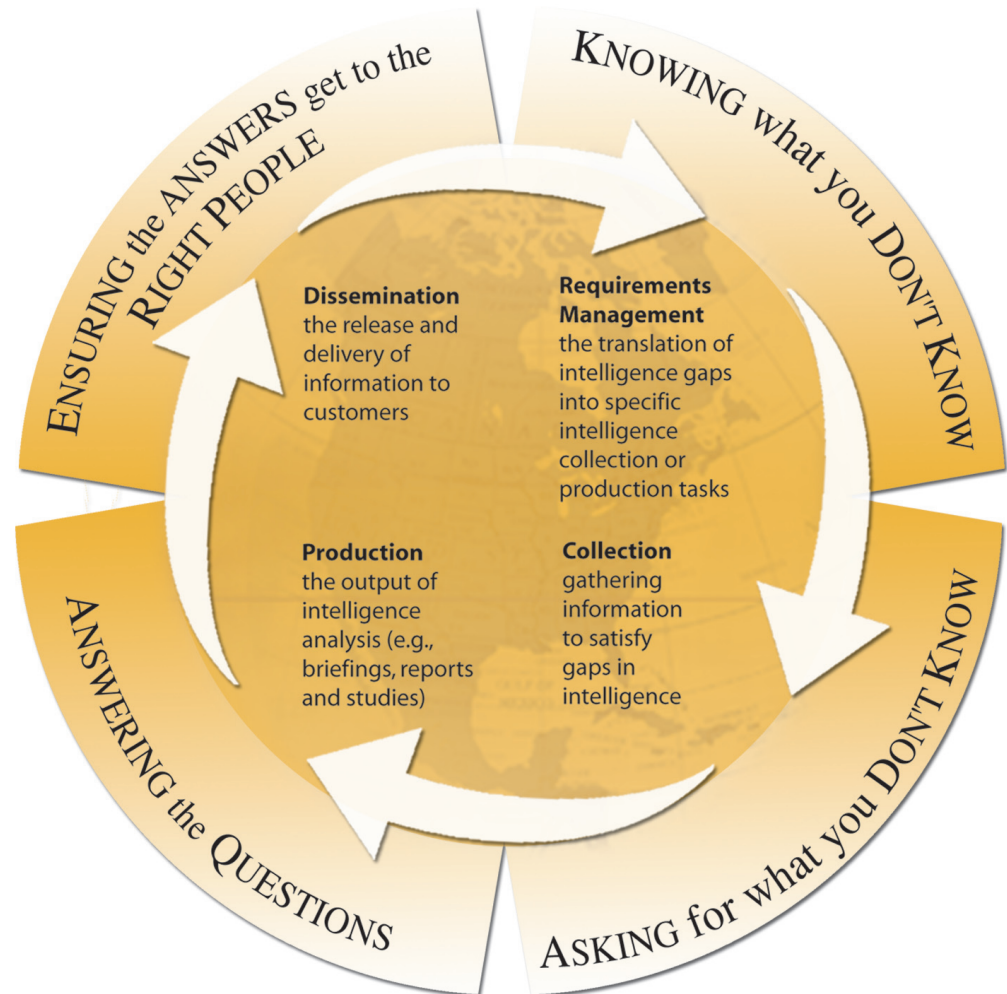 ENSURING the ANSWERS get to the
RIGHT PEOPLE
KNOWING what you DON'T KNOW
Dissemination
the release and
delivery of
information to
customers
Requirements
Management
the translation of
intelligence gaps
into specific
intelligence
collection or
production tasks
Production
the output of
intelligence
analysis (e.g.,
briefings, reports
and studies)
Collection
gathering
information
to satisfy
gaps in
intelligence
ANSWERING the QUESTIONS
ASKING for what you DON'T KNOW